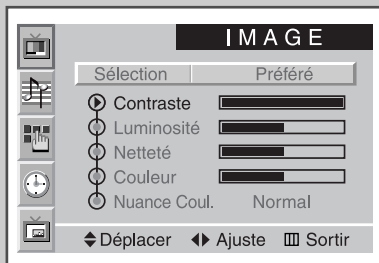 IMAGE
Sélection Préféré
Contraste
Luminosité
Netteté
Couleur
Nuance Coul. Normal
Déplacer Ajuste Sortir